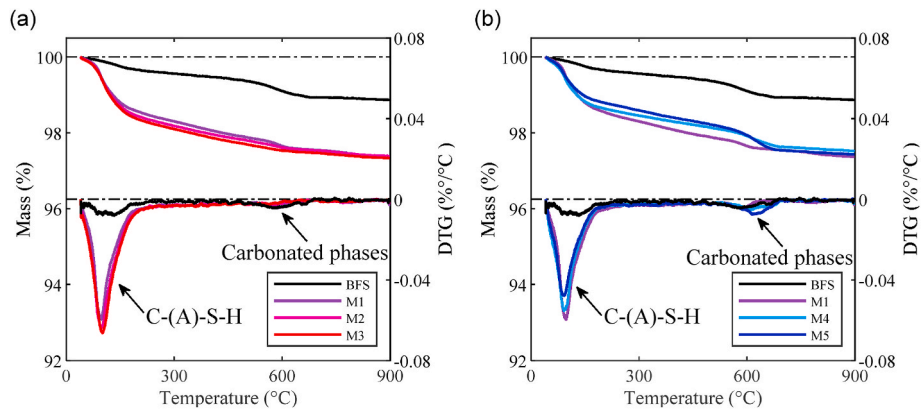 (a)
(b)
100
98
96
94
92
Mass (%)
0.08
0.04
0
-0.04
-0.08
DTG (%°/°C)
Carbonated phases
C-(A)-S-H
BFS
M1
M2
M3
0
300
600
900
Temperature (°C)
100
98
96
94
92
Mass (%)
0.08
0.04
0
-0.04
-0.08
DTG (%°/°C)
Carbonated phases
C-(A)-S-H
BFS
M1
M4
M5
0
300
600
900
Temperature (°C)